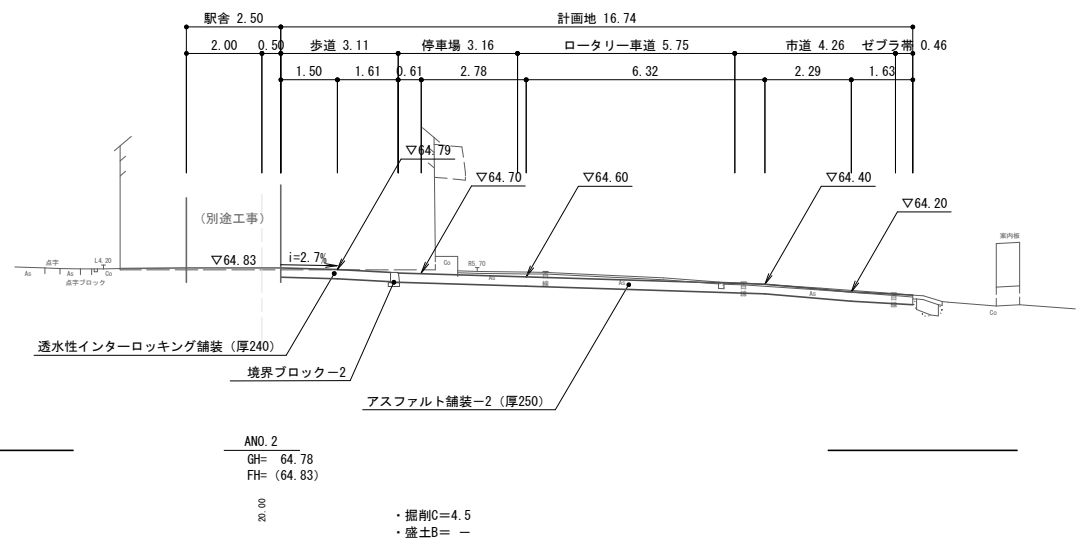 駅舎 2.50 計画地 16.74
2.00 0.50 歩道 3.11 停車場 3.16 ロータリー車道 5.75 市道 4.26 ゼブラ帯 0.46
1.50 1.61 0.61 2.78 6.32 2.29 1.63
▽64.79
▽64.70 ▽64.60 ▽64.40
▽64.20
(別途工事)
案内板
点字 L4.20 ▽64.83 i=2.7% Co R5.70
As As Co As 白線 As 白線 As 白線
点字ブロック
Co
透水性インターロッキング舗装(厚240)
境界ブロック-2
アスファルト舗装-2(厚250)
ANO.2
GH= 64.78
FH= (64.83)
20.00
・掘削C=4.5
・盛土B= -